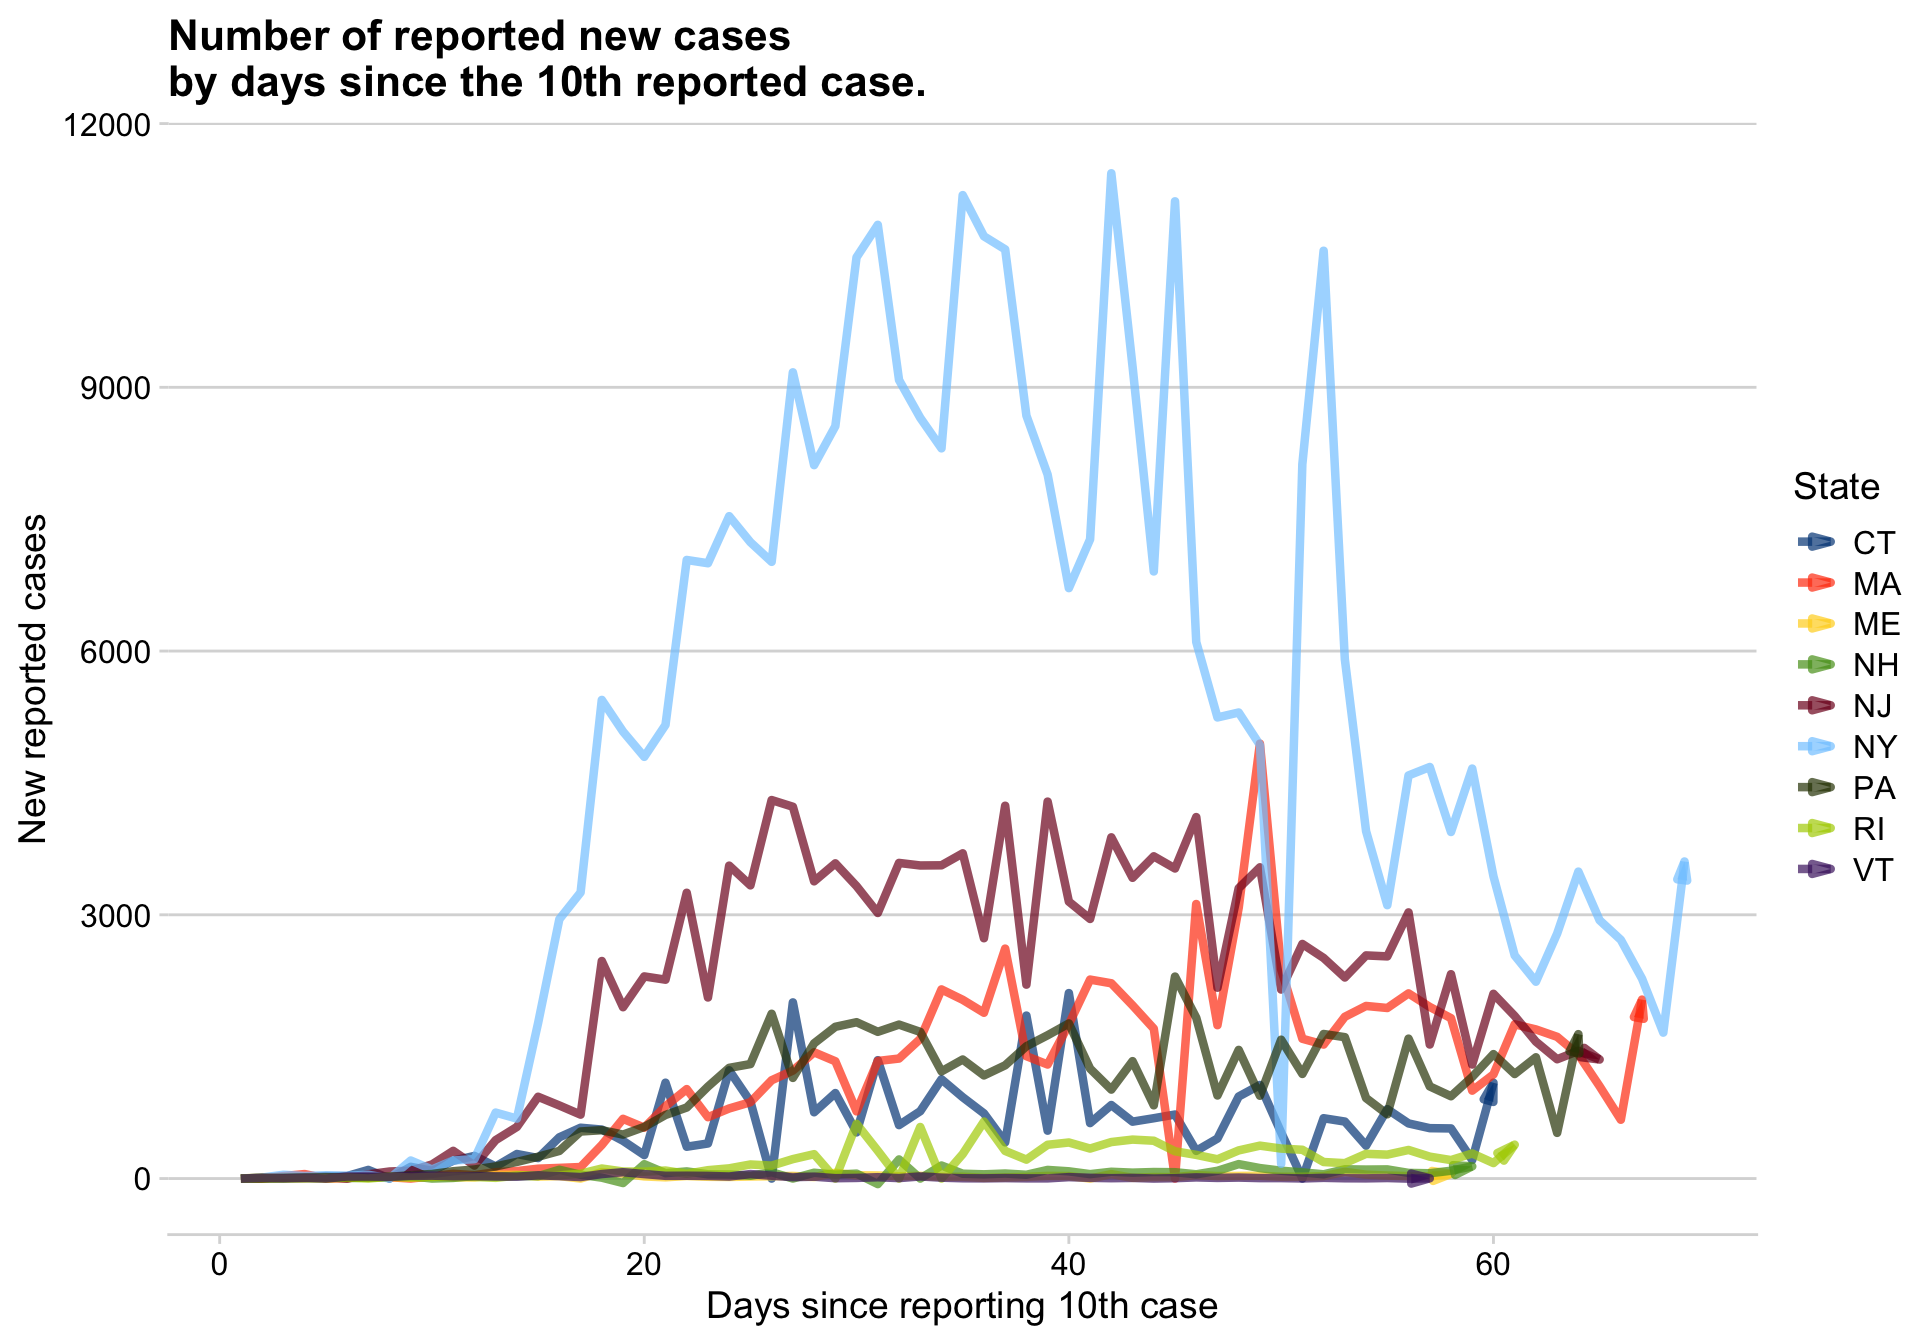 Number of reported new cases
by days since the 10th reported case.
12000
9000
6000
3000
0
New reported cases
0 20 40 60
Days since reporting 10th case
State
CT
MA
ME
NH
NJ
NY
PA
RI
VT